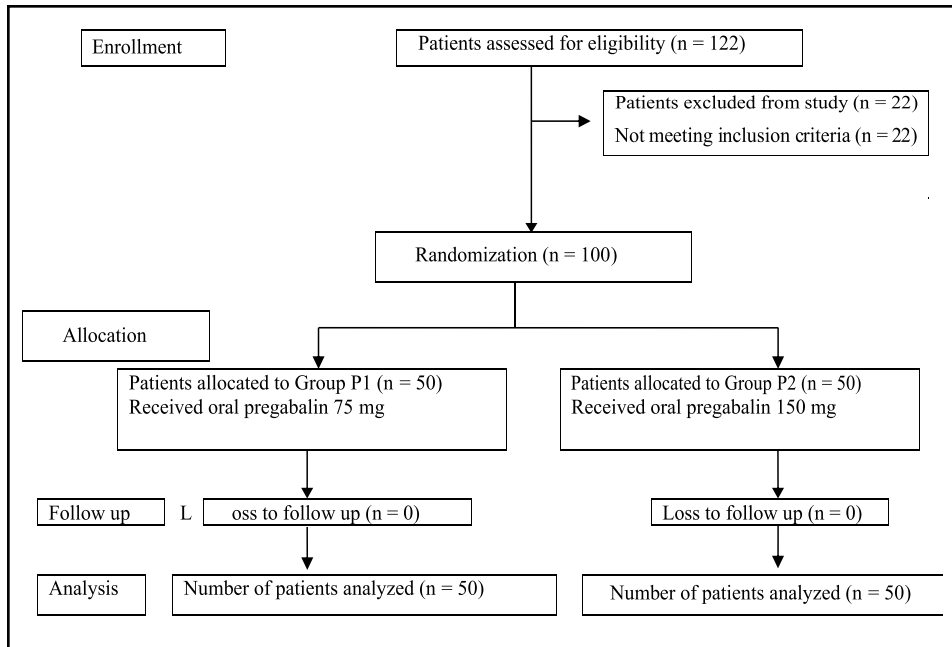 Enrollment
Patients assessed for eligibility (n = 122)
Patients excluded from study (n = 22)
Not meeting inclusion criteria (n = 22)
Randomization (n = 100)
Allocation
Patients allocated to Group P1 (n = 50)
Received oral pregabalin 75 mg
Patients allocated to Group P2 (n = 50)
Received oral pregabalin 150 mg
Follow up
L oss to follow up (n = 0)
Loss to follow up (n = 0)
Analysis
Number of patients analyzed (n = 50)
Number of patients analyzed (n = 50)